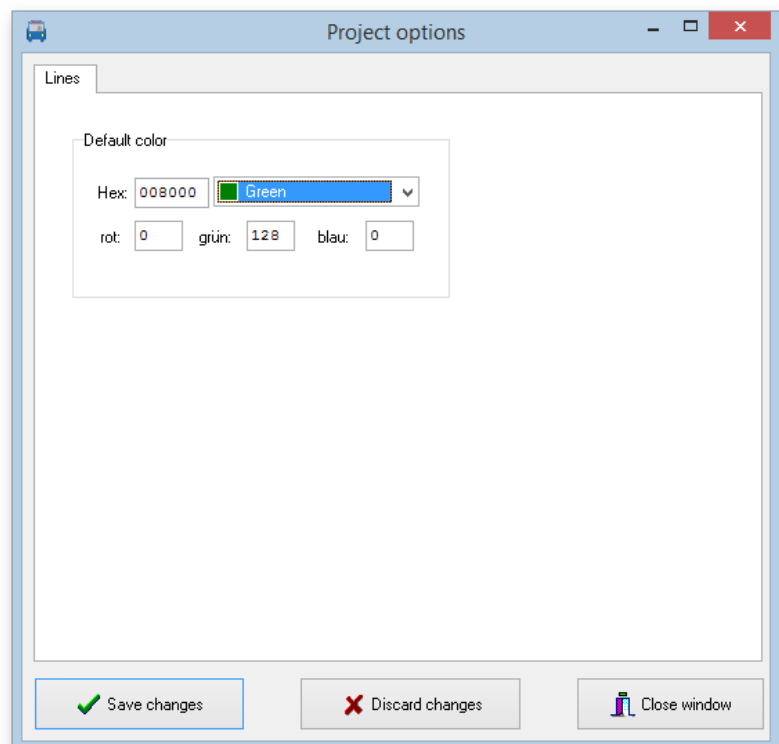 Project options
Lines
Default color
Hex: 008000 Green
rot: 0 grün: 128 blau: 0
Save changes Discard changes Close window